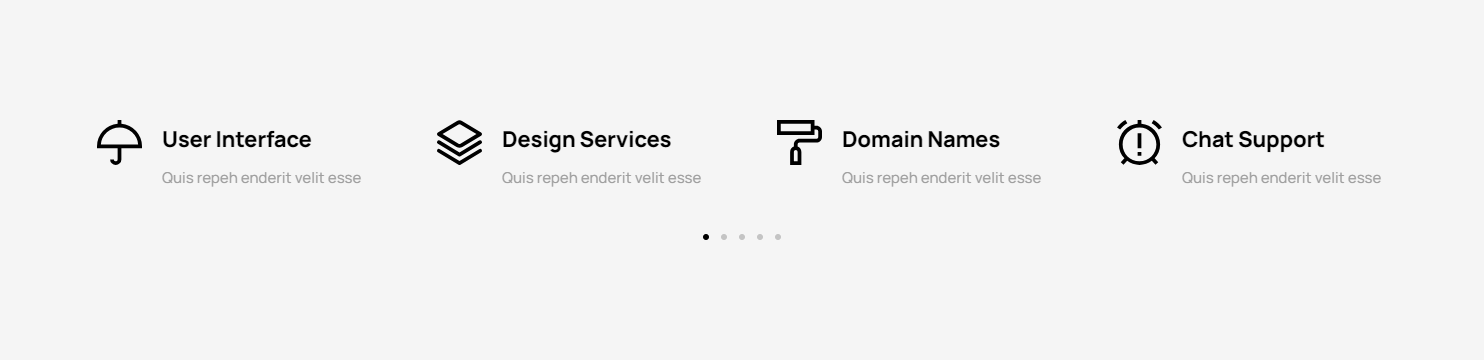 User Interface
Quis repeh enderit velit esse
Design Services
Quis repeh enderit velit esse
Domain Names
Quis repeh enderit velit esse
Chat Support
Quis repeh enderit velit esse